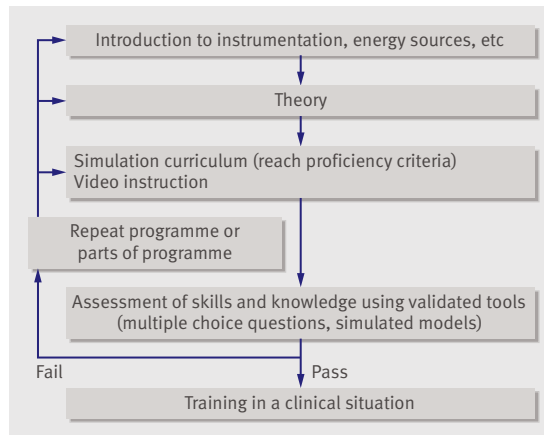 Introduction to instrumentation, energy sources, etc
Theory
Simulation curriculum (reach proficiency criteria)
Video instruction
Repeat programme or
parts of programme
Assessment of skills and knowledge using validated tools
(multiple choice questions, simulated models)
Fail
Pass
Training in a clinical situation